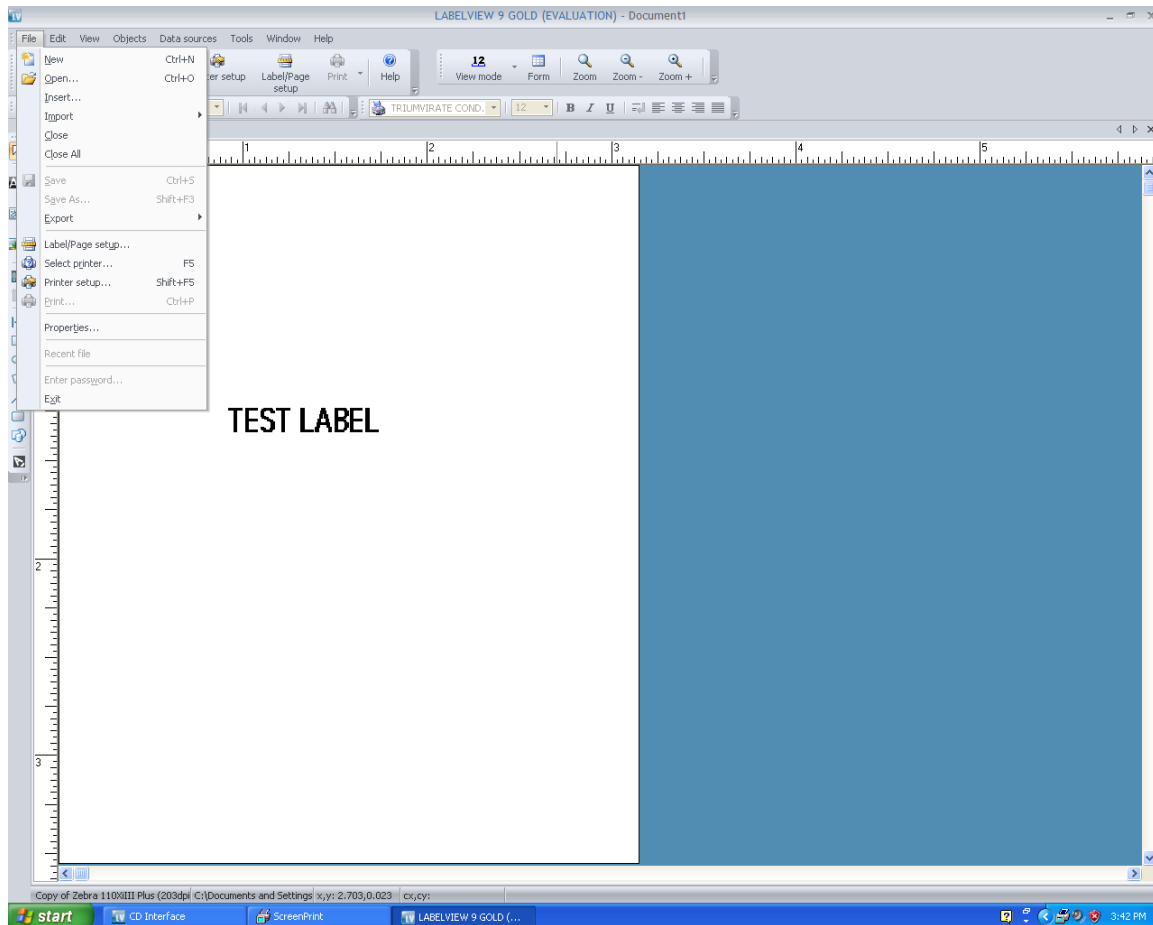 LABELVIEW 9 GOLD (EVALUATION) - Document1
File Edit View Objects Data sources Tools Window Help
New Ctrl+N
Open... Ctrl+O
Insert...
Import
Close
Close All
Save Ctrl+S
Save As... Shift+F3
Export
Label/Page setup...
Select printer... F5
Printer setup... Shift+F5
Print... Ctrl+P
Properties...
Recent file
Enter password...
Exit
er setup Label/Page setup Print Help 12 View mode Form Zoom Zoom - Zoom +
TRIUMVIRATE COND. 12 B I U
1 2 3 4 5
TEST LABEL
2
3
Copy of Zebra 110XiIII Plus (203dpi C:\Documents and Settings x,y: 2.703,0.023 cx,cy:
start CD Interface ScreenPrint LABELVIEW 9 GOLD (... 3:42 PM